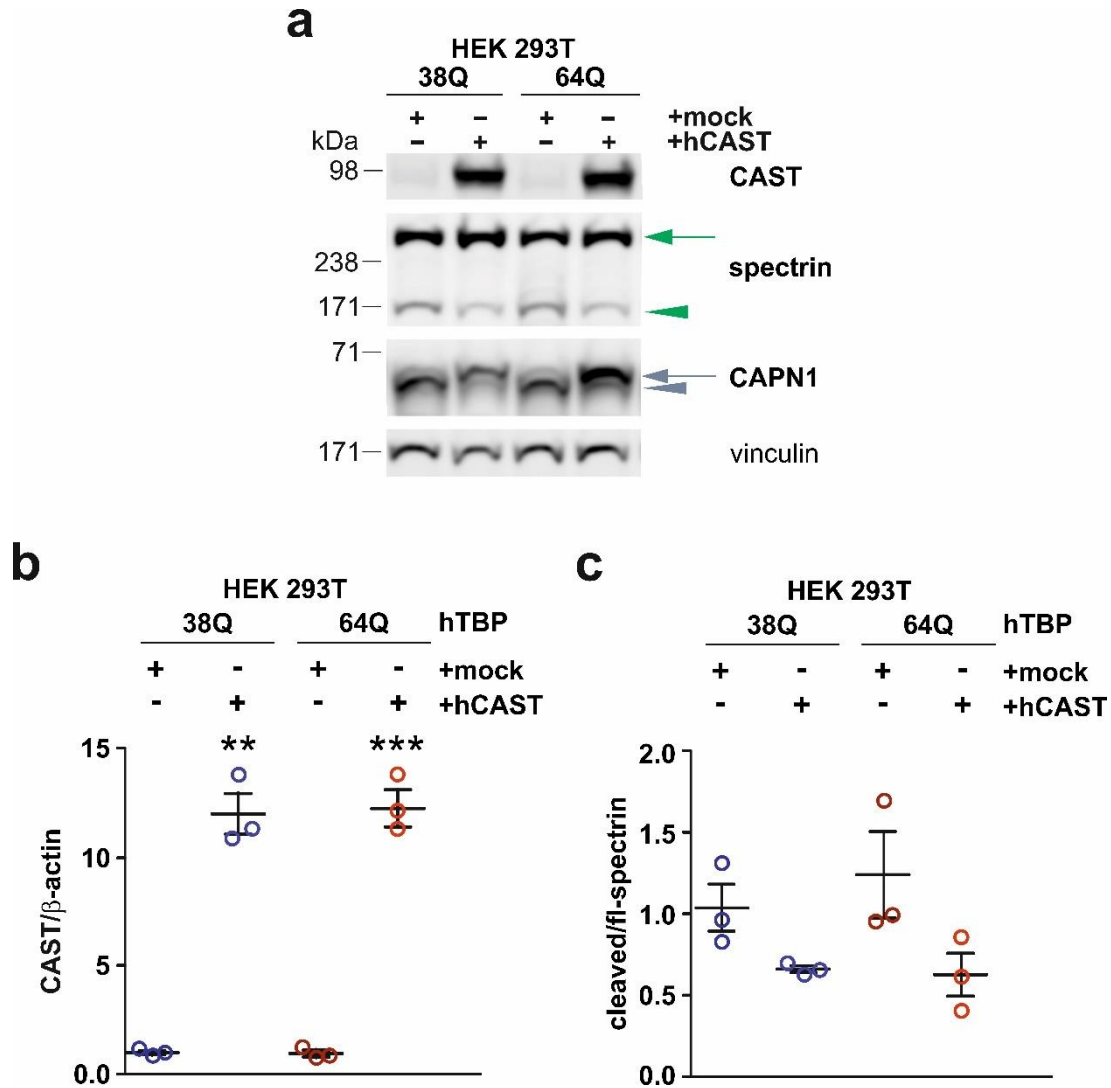 a
HEK 293T
38Q 64Q
+ – + – +mock
kDa – + – + +hCAST
98 CAST
238 spectrin
171
71
CAPN1
171 vinculin
b
HEK 293T
38Q 64Q hTBP
+ - + - +mock
- + - + +hCAST
** ***
15
10
5
0.0
CAST/β-actin
c
HEK 293T
38Q 64Q hTBP
+ - + - +mock
- + - + +hCAST
2.0
1.5
1.0
0.5
0.0
cleaved/fl-spectrin